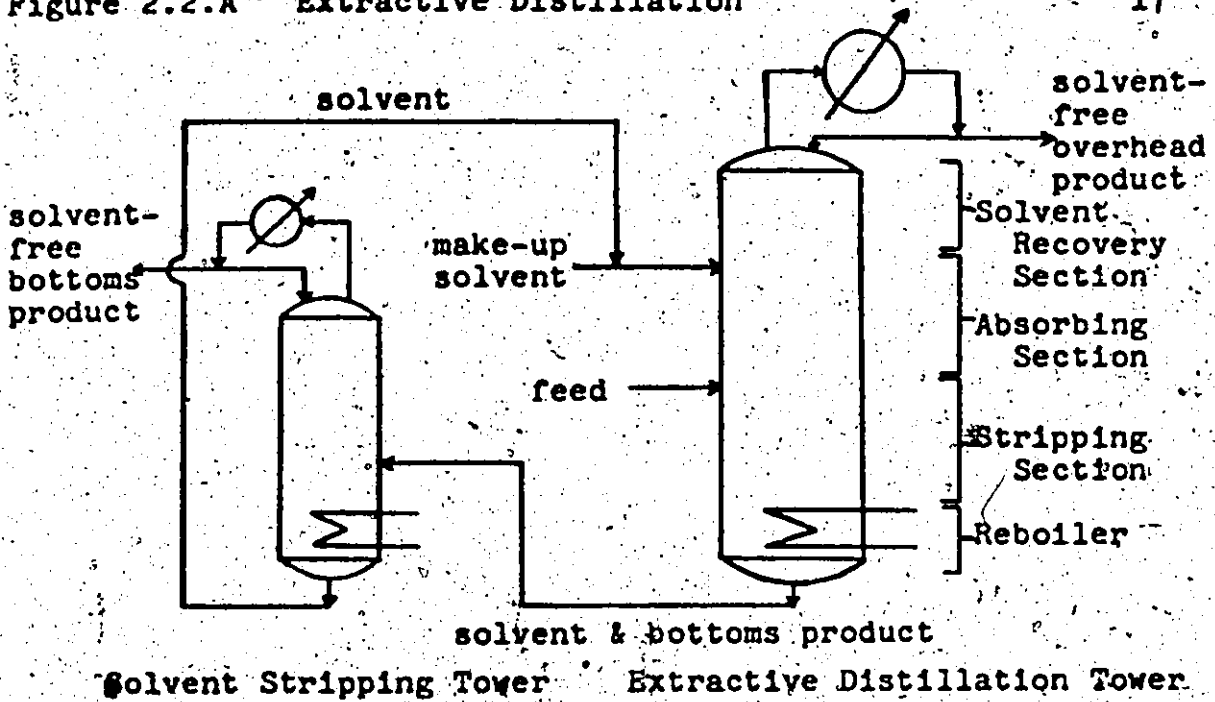 Figure 2.2.A Extractive Distillation 17
solvent
solvent-
free
overhead
product
Solvent
Recovery
Section
solvent-
free
bottoms
product
make-up
solvent
Absorbing
Section
feed
Stripping
Section
Reboiler
solvent & bottoms product
Solvent Stripping Tower Extractive Distillation Tower